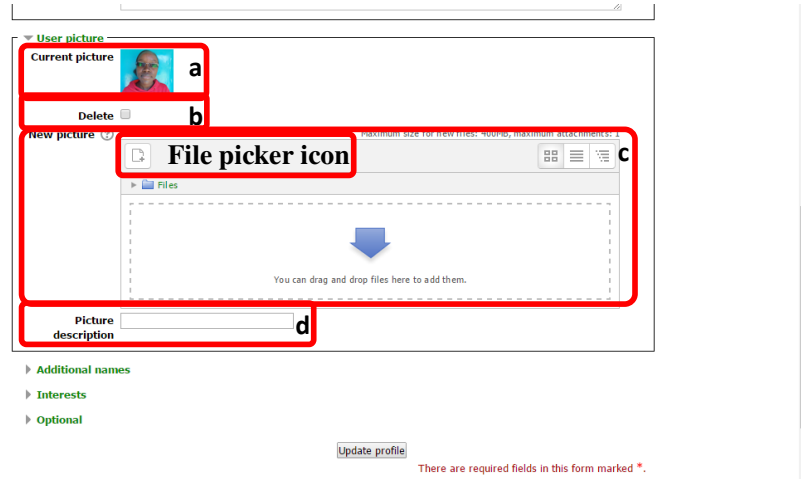 User picture
Current picture
a
Delete
b
New picture
Maximum size for new files: 400MB, maximum attachments: 1
File picker icon
c
Files
You can drag and drop files here to add them.
Picture
description
d
Additional names
Interests
Optional
Update profile
There are required fields in this form marked *.